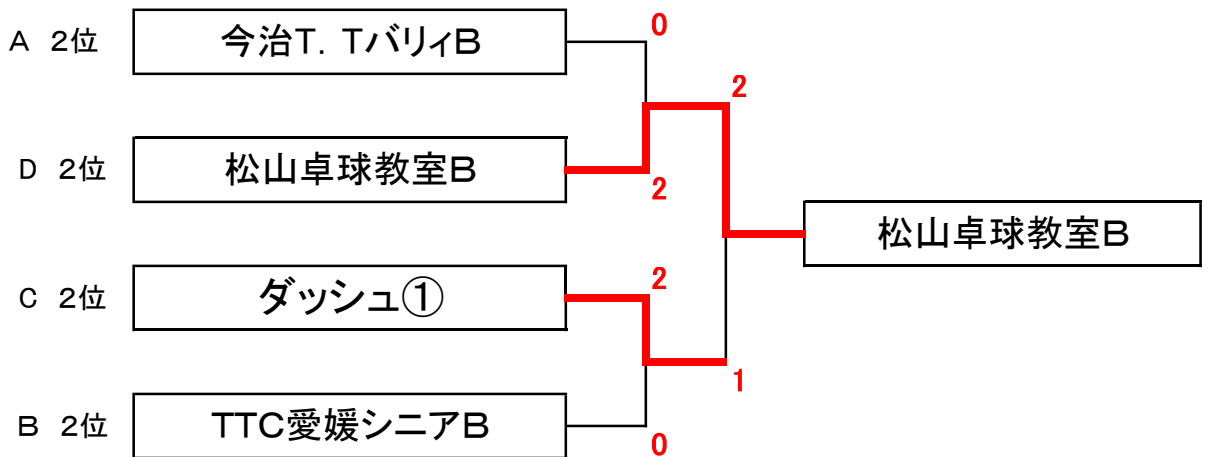 A 2位
今治T．TバリィB
0
2
D 2位
松山卓球教室B
2
松山卓球教室B
C 2位
ダッシュ①
2
1
B 2位
TTC愛媛シニアB
0